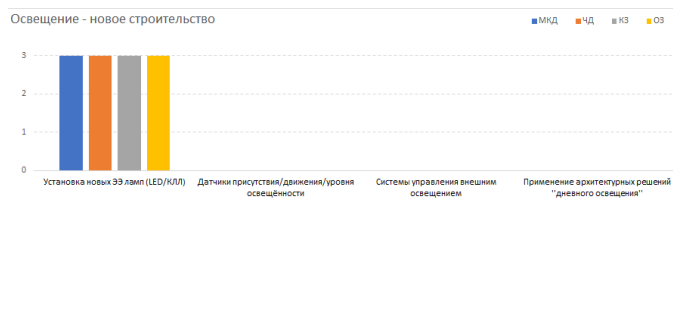 Освещение - новое строительство
МКД ЧД КЗ ОЗ
3
2
1
0
Установка новых ЭЭ ламп (LED/КЛЛ)
Датчики присутствия/движения/уровня
освещённости
Системы управления внешним
освещением
Применение архитектурных решений
"дневного освещения"